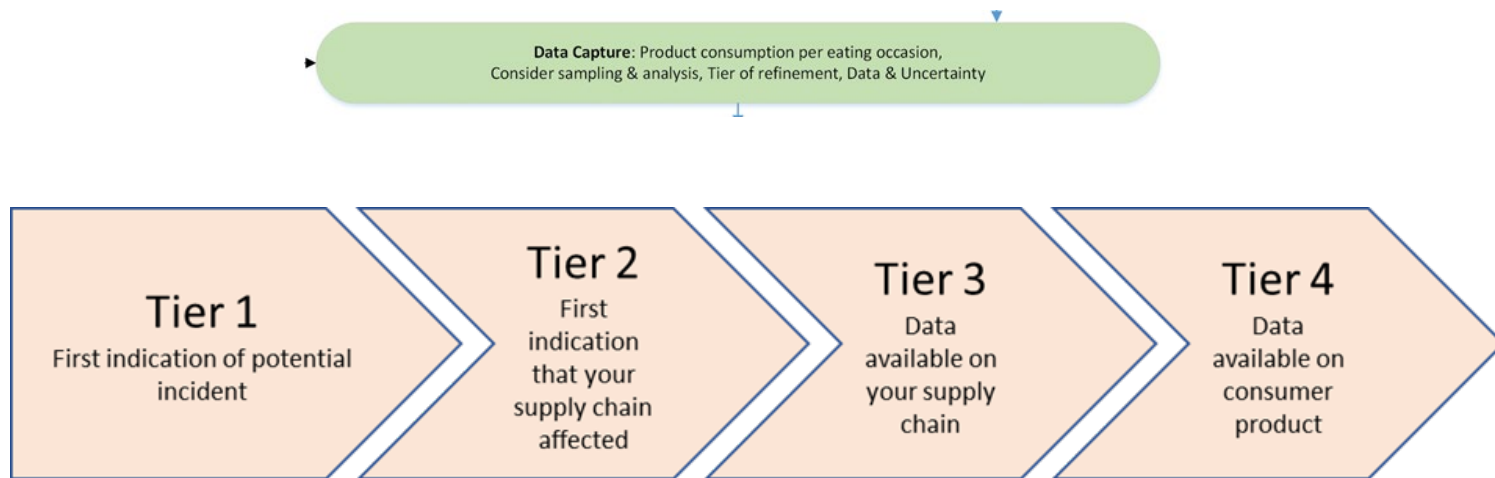 Data Capture: Product consumption per eating occasion,
Consider sampling & analysis, Tier of refinement, Data & Uncertainty
Tier 1
First indication of potential
incident
Tier 2
First
indication
that your
supply chain
affected
Tier 3
Data
available on
your supply
chain
Tier 4
Data
available on
consumer
product